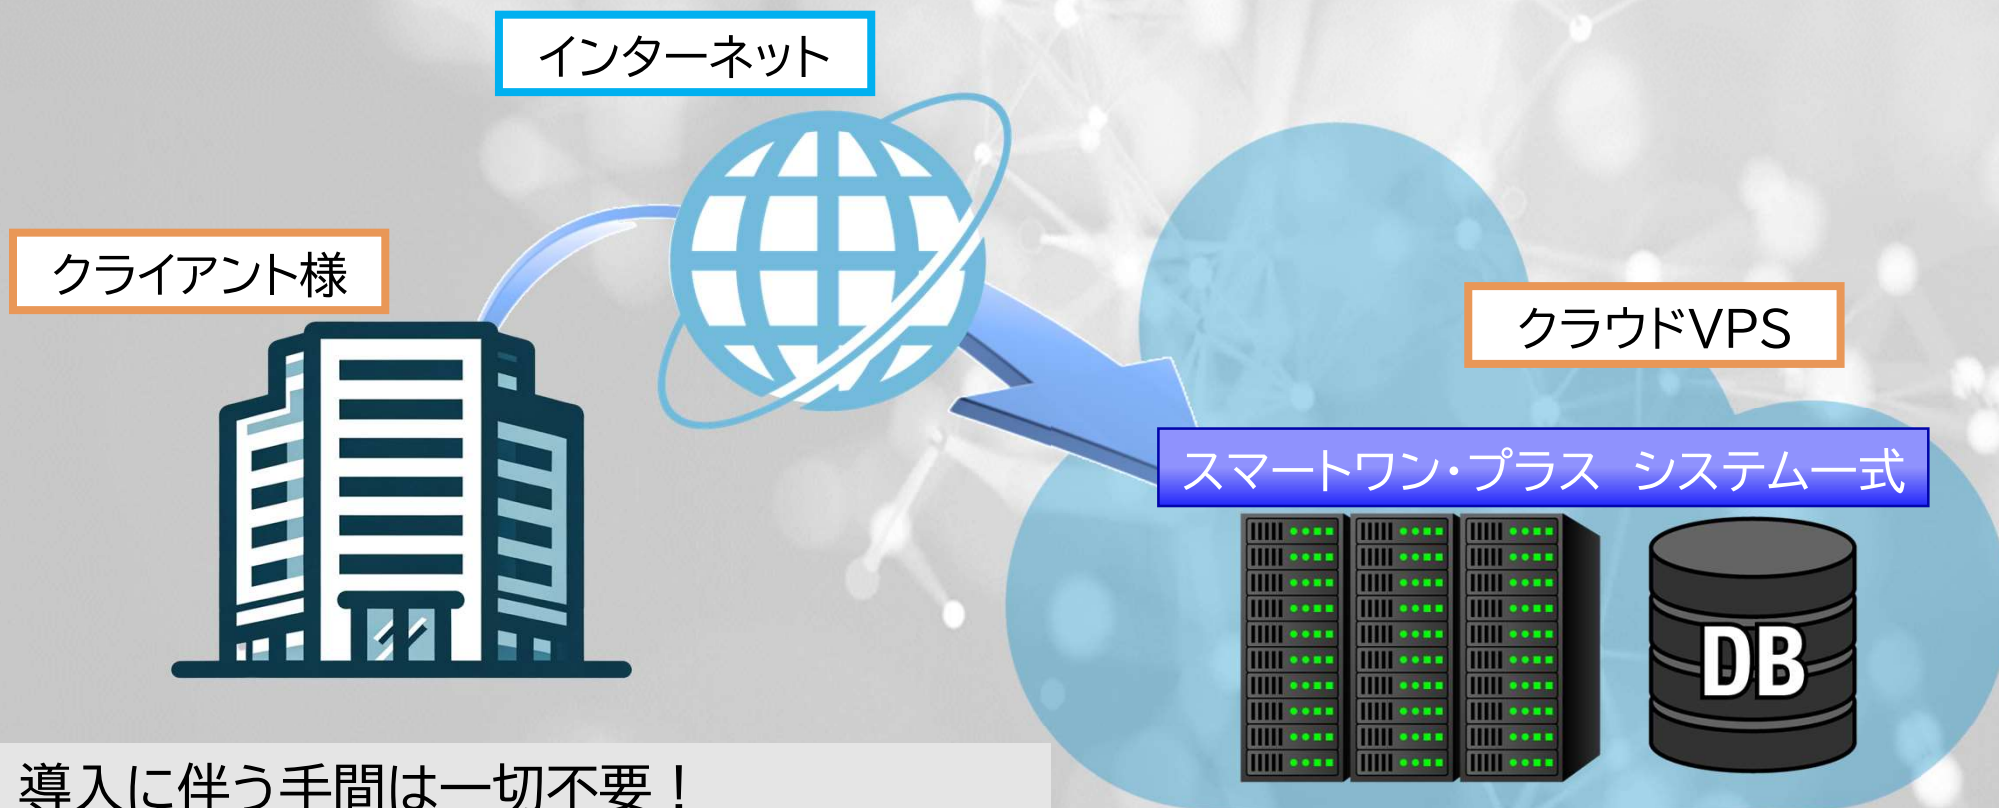 インターネット
クライアント様
クラウドVPS
スマートワン・プラス　システム一式
DB
導入に伴う手間は一切不要！